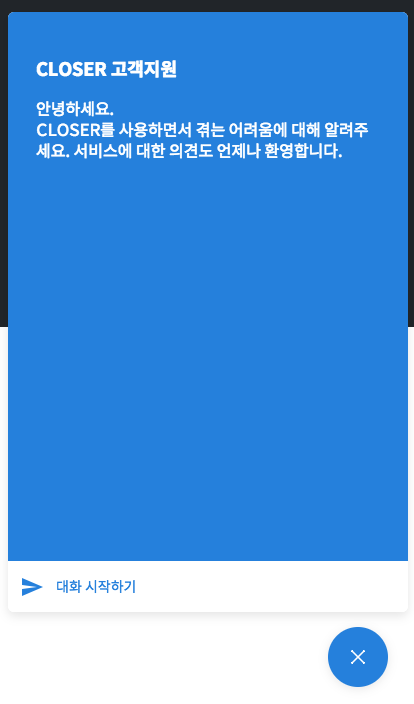 CLOSER 고객지원
안녕하세요.
CLOSER를 사용하면서 겪는 어려움에 대해 알려주
세요. 서비스에 대한 의견도 언제나 환영합니다.
대화 시작하기